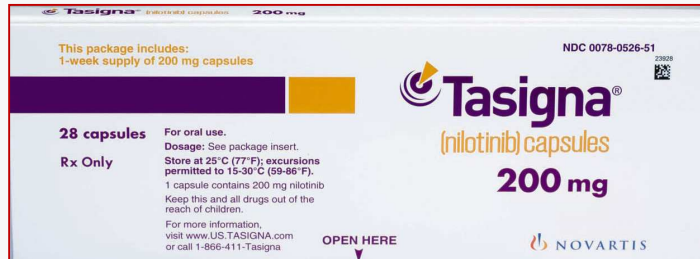 Tasigna® (nilotinib) capsules 200 mg
This package includes:
1-week supply of 200 mg capsules
28 capsules
Rx Only
For oral use.
Dosage: See package insert.
Store at 25°C (77°F); excursions
permitted to 15-30°C (59-86°F).
1 capsule contains 200 mg nilotinib
Keep this and all drugs out of the
reach of children.
For more information,
visit www.US.TASIGNA.com
or call 1-866-411-Tasigna
OPEN HERE
NDC 0078-0526-51
23928
Tasigna®
(nilotinib) capsules
200 mg
NOVARTIS